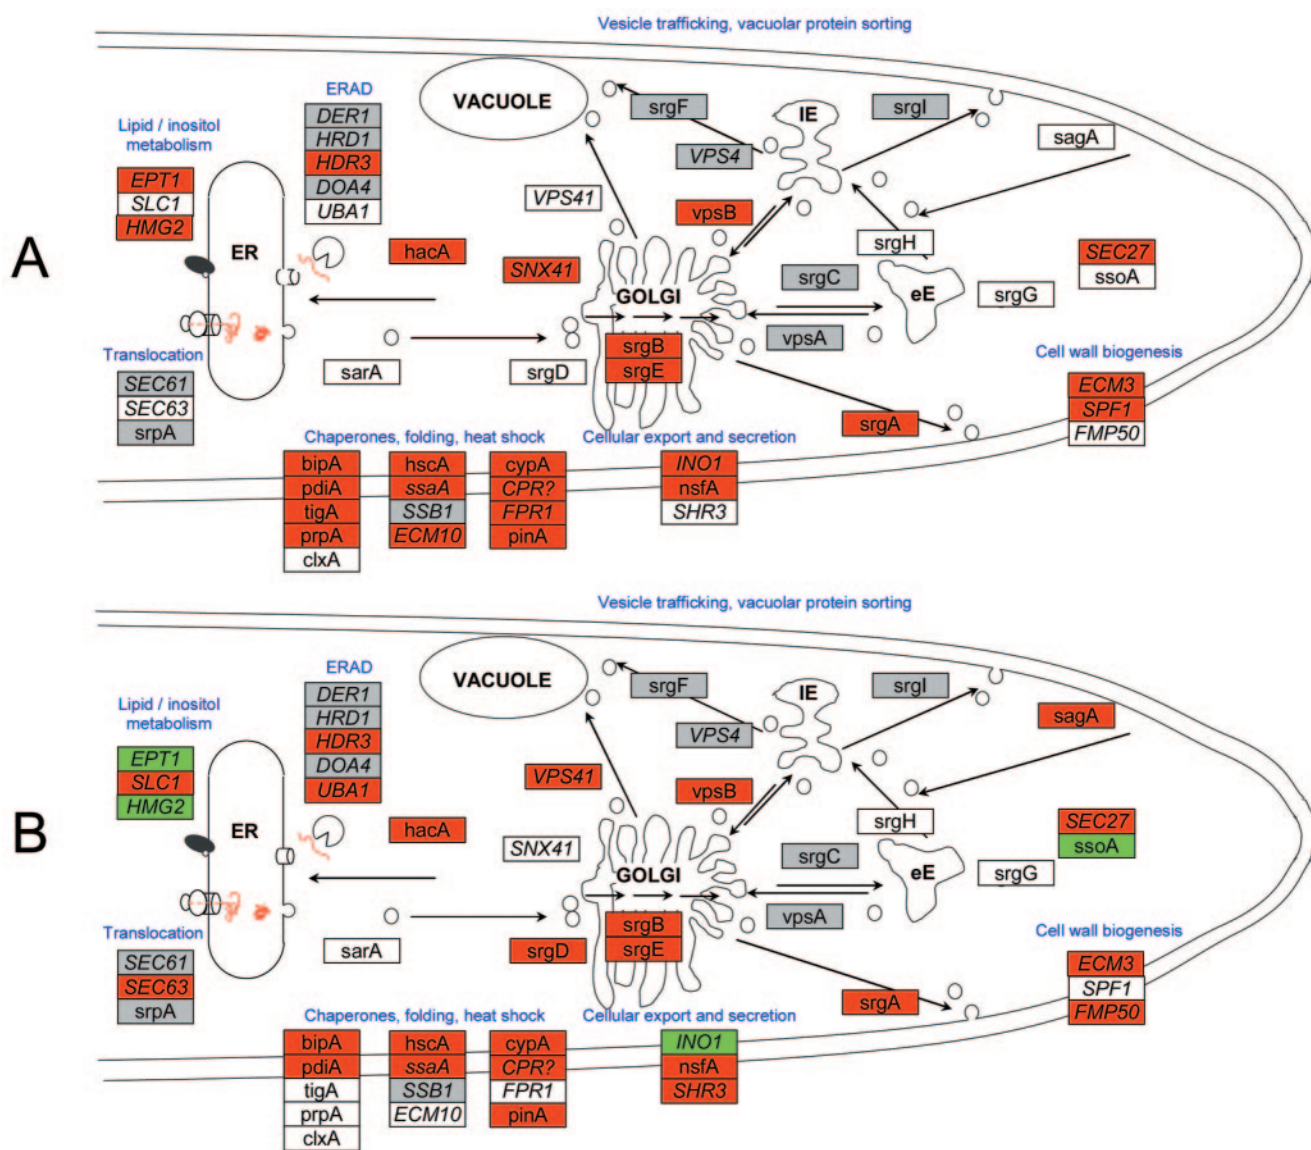 A
Vesicle trafficking, vacuolar protein sorting
ERAD
DER1
HRD1
HDR3
DOA4
UBA1
Lipid / inositol
metabolism
EPT1
SLC1
HMG2
VACUOLE
srgF
IE
srgI
sagA
VPS4
VPS41
vpsB
srgH
SEC27
ssoA
ER
hacA
SNX41
GOLGI
srgC
eE
srgG
vpsA
srgB
srgE
sarA
srgD
Translocation
SEC61
SEC63
srpA
Cell wall biogenesis
ECM3
SPF1
FMP50
srgA
Chaperones, folding, heat shock
bipA
pdiA
tigA
prpA
clxA
hscA
ssaA
SSB1
ECM10
cypA
CPR?
FPR1
pinA
Cellular export and secretion
INO1
nsfA
SHR3
B
Vesicle trafficking, vacuolar protein sorting
ERAD
DER1
HRD1
HDR3
DOA4
UBA1
Lipid / inositol
metabolism
EPT1
SLC1
HMG2
VACUOLE
srgF
IE
srgI
sagA
VPS4
VPS41
vpsB
srgH
SEC27
ssoA
ER
hacA
SNX41
GOLGI
srgC
eE
srgG
vpsA
srgB
srgE
sarA
srgD
Translocation
SEC61
SEC63
srpA
Cell wall biogenesis
ECM3
SPF1
FMP50
srgA
Chaperones, folding, heat shock
bipA
pdiA
tigA
prpA
clxA
hscA
ssaA
SSB1
ECM10
cypA
CPR?
FPR1
pinA
Cellular export and secretion
INO1
nsfA
SHR3